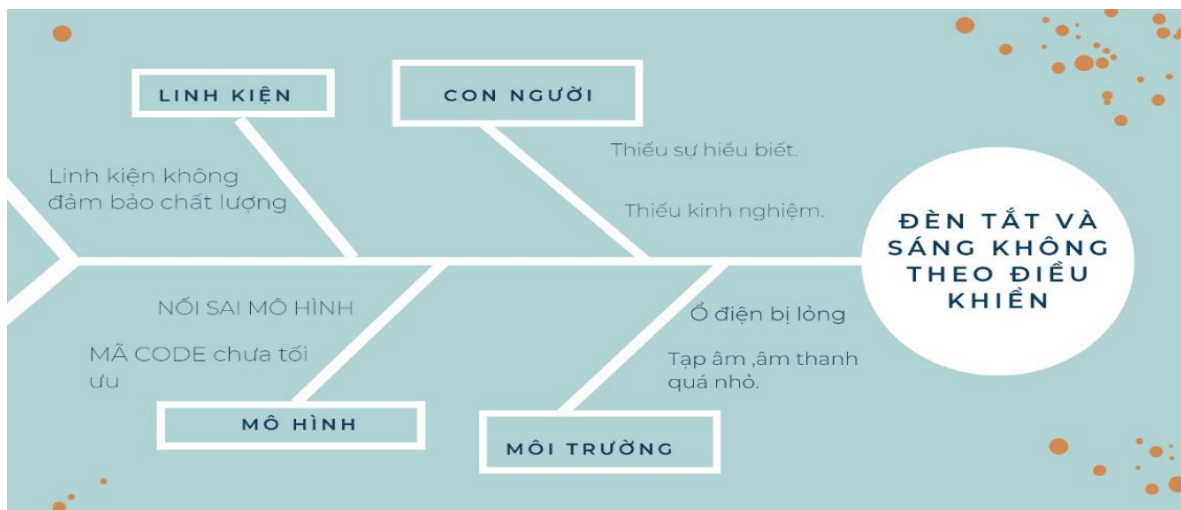 LINH KIỆN
CON NGƯỜI
Linh kiện không
đảm bảo chất lượng
Thiếu sự hiểu biết.
Thiếu kinh nghiệm.
ĐÈN TẮT VÀ
SÁNG KHÔNG
THEO ĐIỀU
KHIỂN
NỐI SAI MÔ HÌNH
MÃ CODE chưa tối
ưu
Ổ điện bị lỏng
Tạp âm ,âm thanh
quá nhỏ.
MÔ HÌNH
MÔI TRƯỜNG